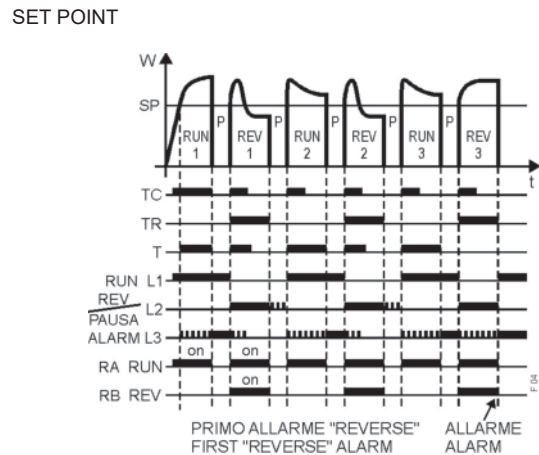 SET POINT
W
SP
P P P P P
RUN REV RUN REV RUN REV
1 1 2 2 3 3
t
TC
TR
T
RUN L1
REV
L2
PAUSA
ALARM L3
on on
RA RUN
on
RB REV
F 04
PRIMO ALLARME "REVERSE" ALLARME
FIRST "REVERSE" ALARM ALARM